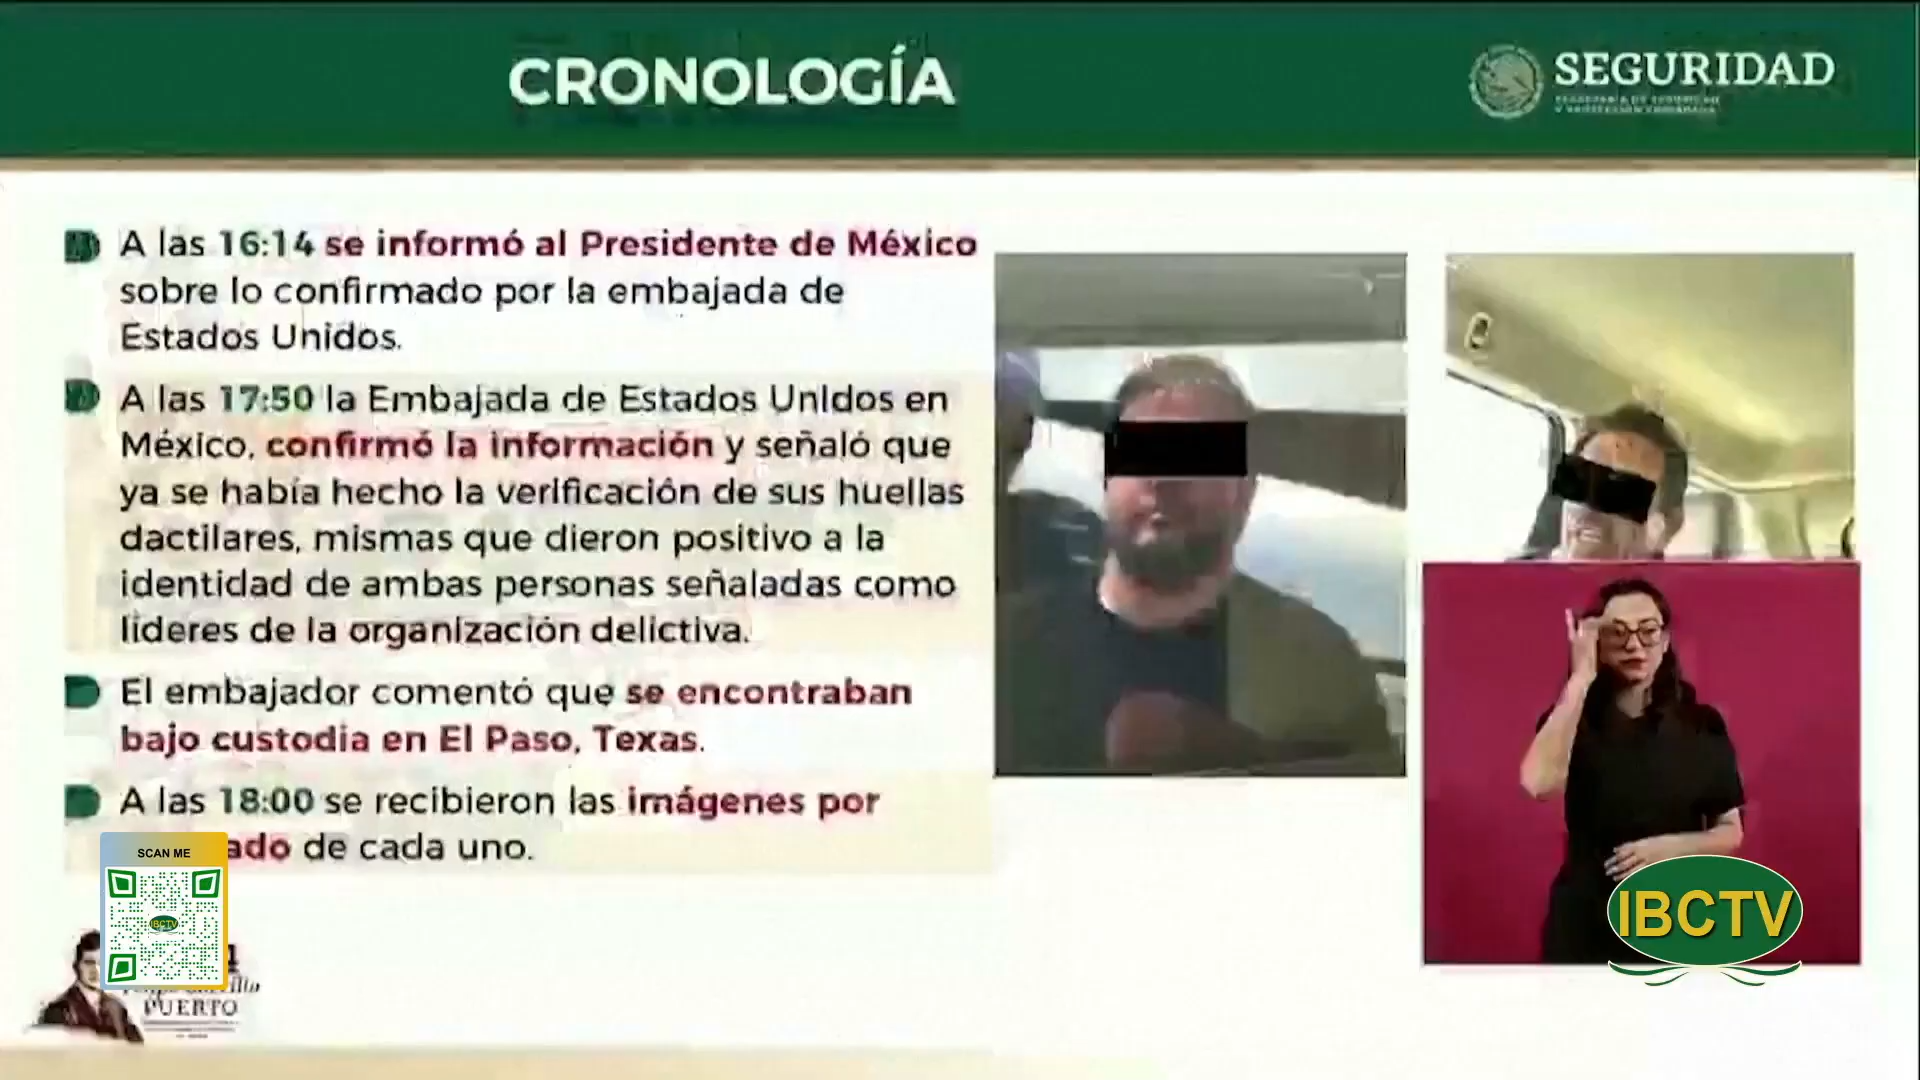 CRONOLOGÍA
SEGURIDAD
A las 16:14 se informó al Presidente de México
sobre lo confirmado por la embajada de
Estados Unidos.
A las 17:50 la Embajada de Estados Unidos en
México, confirmó la información y señaló que
ya se había hecho la verificación de sus huellas
dactilares, mismas que dieron positivo a la
identidad de ambas personas señaladas como
líderes de la organización delictiva.
El embajador comentó que se encontraban
bajo custodia en El Paso, Texas.
A las 18:00 se recibieron las imágenes por
ado de cada uno.
SCAN ME
IBCTV
PUERTO
IBCTV